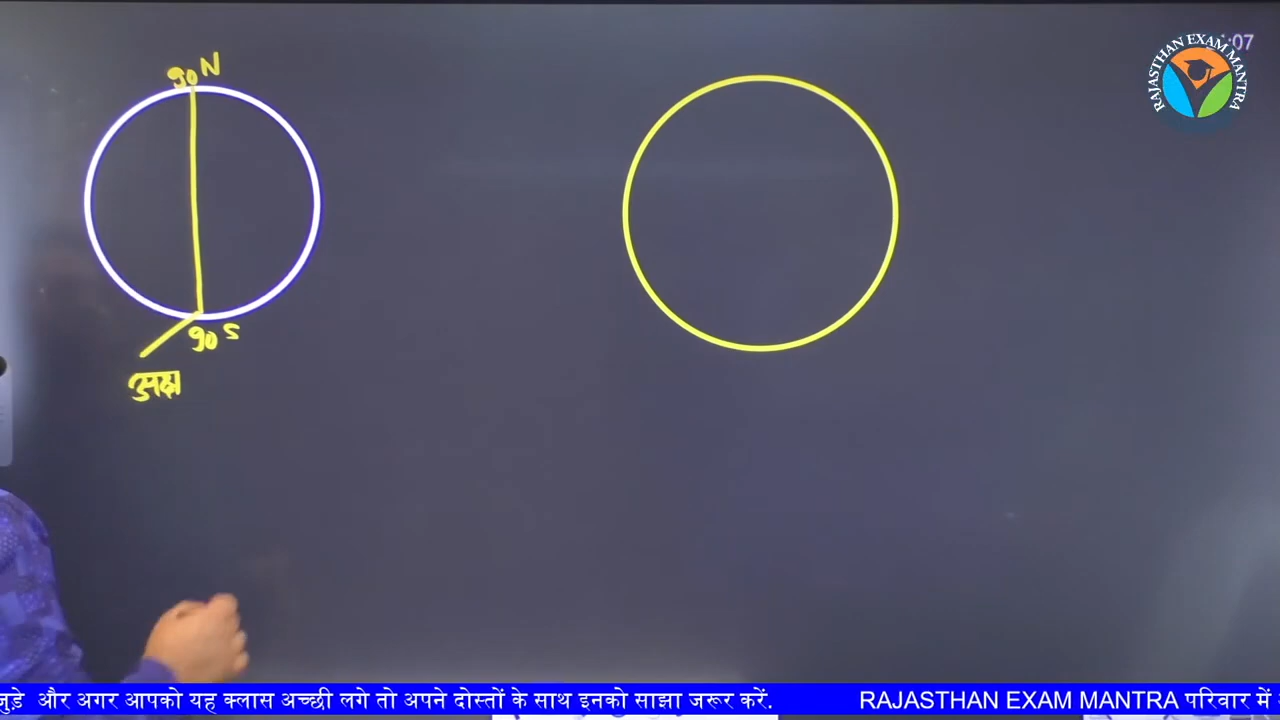 :07
RAJASTHAN EXAM MANTRA
90 N
90 S
अक्ष
जुड़े और अगर आपको यह क्लास अच्छी लगे तो अपने दोस्तों के साथ इनको साझा जरूर करें. RAJASTHAN EXAM MANTRA परिवार में